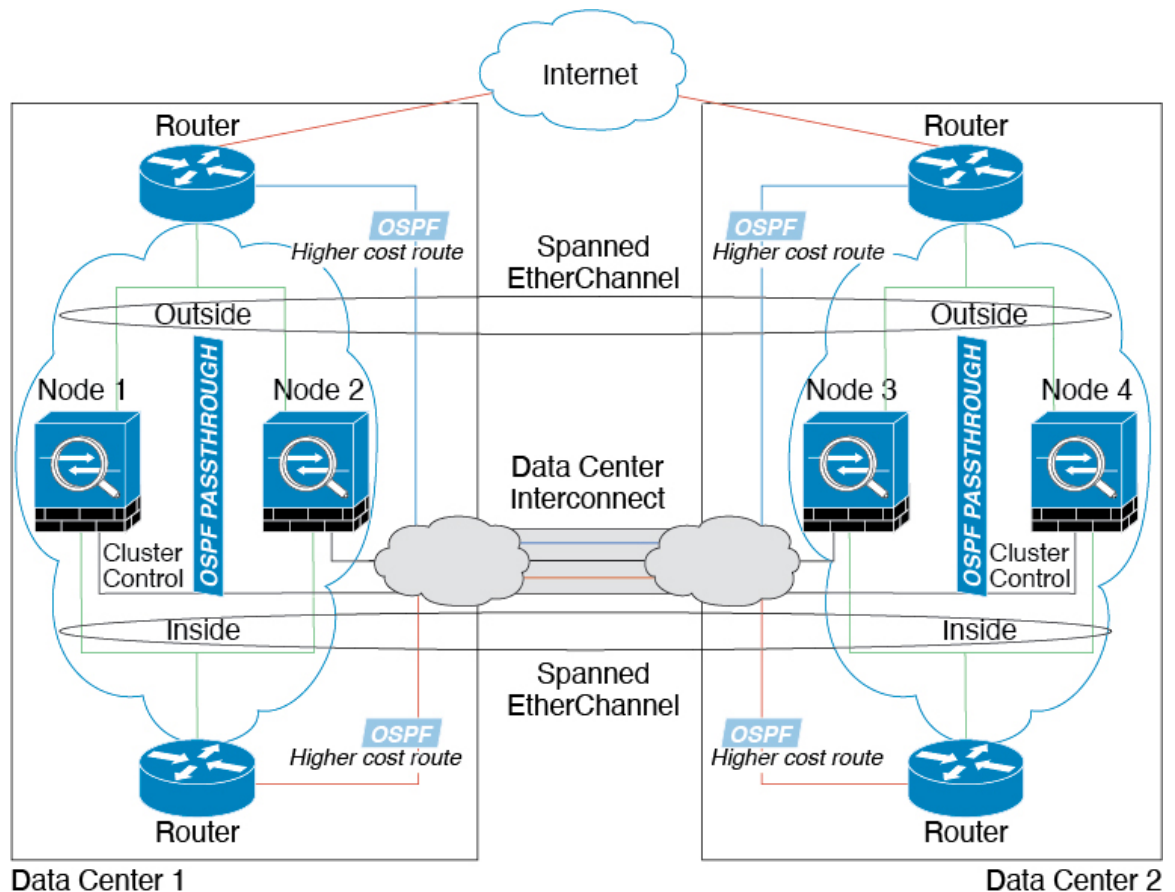 Internet
Router
Router
OSPF
Higher cost route
OSPF
Higher cost route
Spanned
EtherChannel
Outside
Outside
Node 1
Node 2
Node 3
Node 4
OSPF PASSTHROUGH
OSPF PASSTHROUGH
Data Center
Interconnect
Cluster
Control
Cluster
Control
Inside
Inside
Spanned
EtherChannel
OSPF
Higher cost route
OSPF
Higher cost route
Router
Router
Data Center 1
Data Center 2